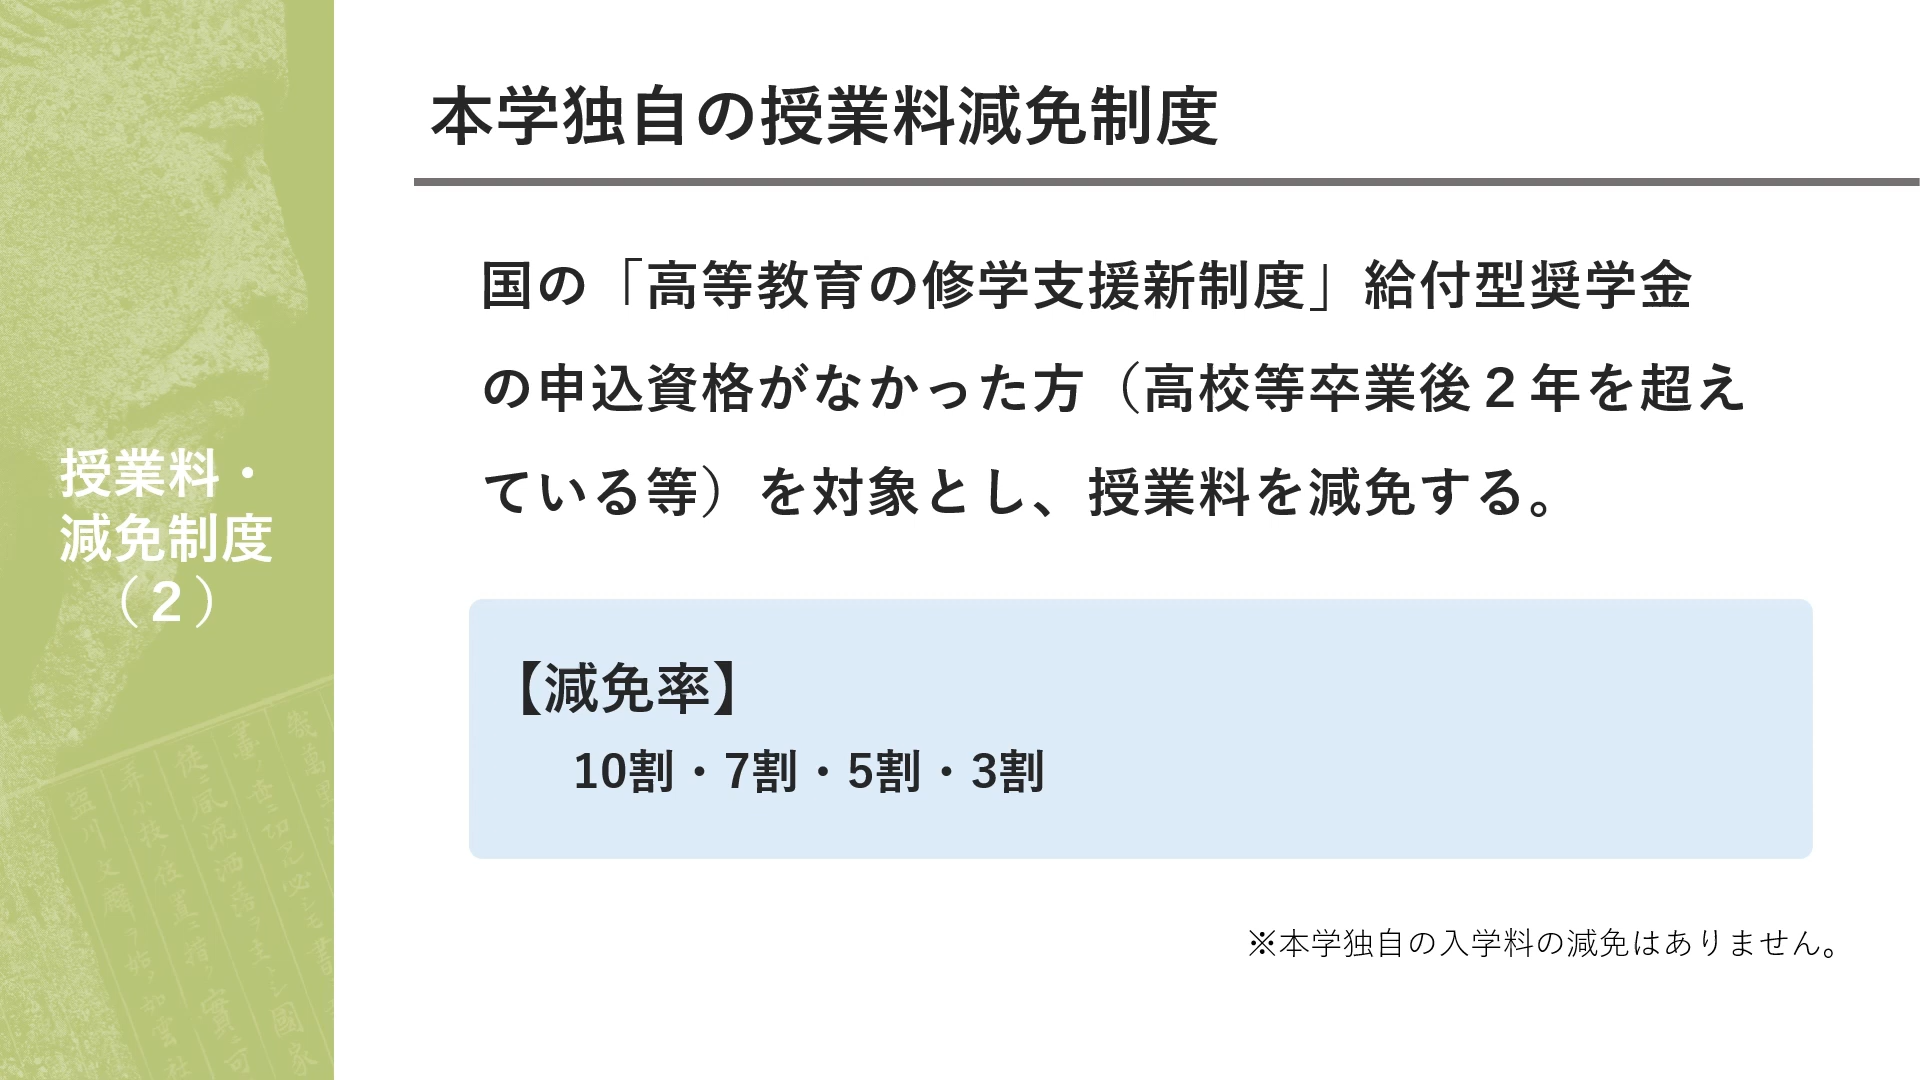 授業料・
減免制度
（２）
本学独自の授業料減免制度
国の「高等教育の修学支援新制度」給付型奨学金
の申込資格がなかった方（高校等卒業後２年を超え
ている等）を対象とし、授業料を減免する。
【減免率】
10割・7割・5割・3割
※本学独自の入学料の減免はありません。